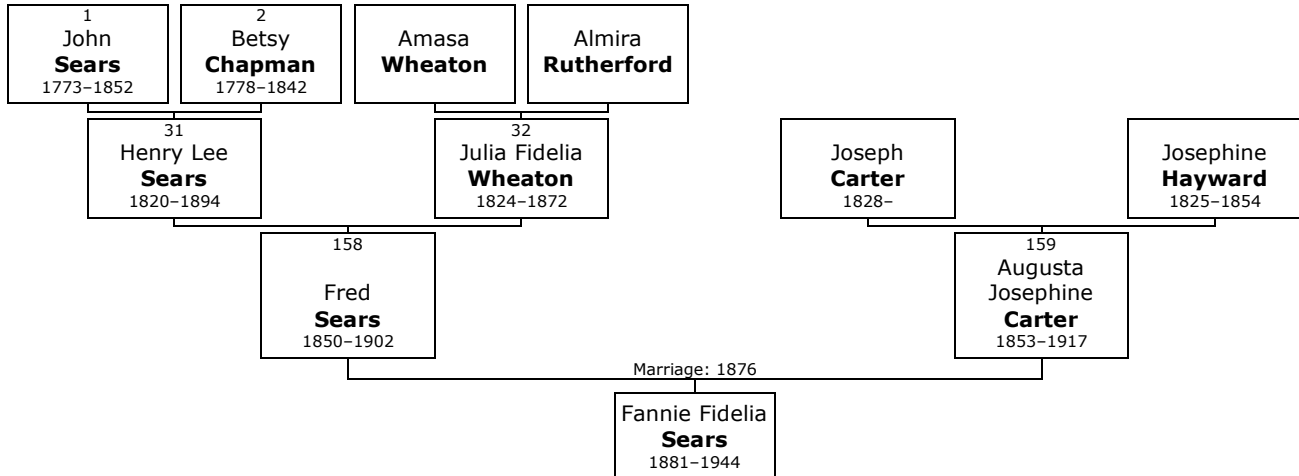 1
John
Sears
1773–1852
2
Betsy
Chapman
1778–1842
Amasa
Wheaton
Almira
Rutherford
31
Henry Lee
Sears
1820–1894
32
Julia Fidelia
Wheaton
1824–1872
Joseph
Carter
1828–
Josephine
Hayward
1825–1854
158
Fred
Sears
1850–1902
159
Augusta
Josephine
Carter
1853–1917
Marriage: 1876
Fannie Fidelia
Sears
1881–1944